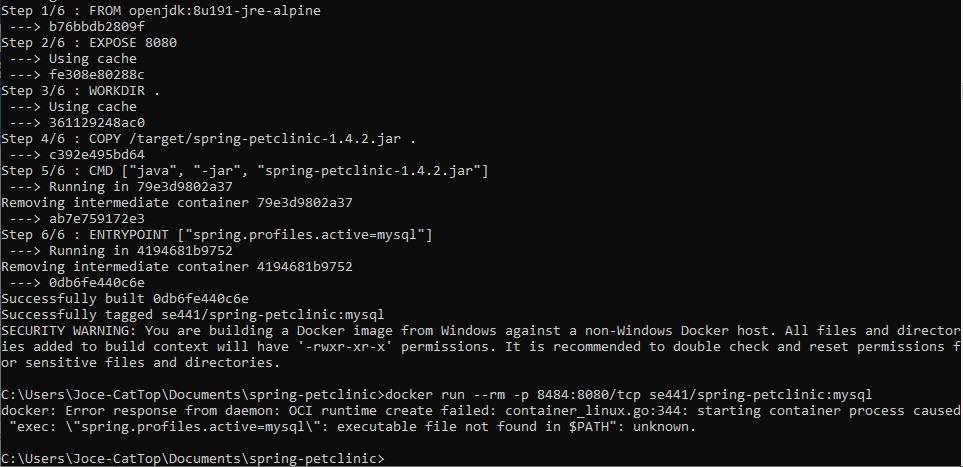 Step 1/6 : FROM openjdk:8u191-jre-alpine
 ---> b76bbdb2809f
Step 2/6 : EXPOSE 8080
 ---> Using cache
 ---> fe308e80288c
Step 3/6 : WORKDIR .
 ---> Using cache
 ---> 361129248ac0
Step 4/6 : COPY /target/spring-petclinic-1.4.2.jar .
 ---> c392e495bd64
Step 5/6 : CMD ["java", "-jar", "spring-petclinic-1.4.2.jar"]
 ---> Running in 79e3d9802a37
Removing intermediate container 79e3d9802a37
 ---> ab7e759172e3
Step 6/6 : ENTRYPOINT ["spring.profiles.active=mysql"]
 ---> Running in 4194681b9752
Removing intermediate container 4194681b9752
 ---> 0db6fe440c6e
Successfully built 0db6fe440c6e
Successfully tagged se441/spring-petclinic:mysql
SECURITY WARNING: You are building a Docker image from Windows against a non-Windows Docker host. All files and director
ies added to build context will have '-rwxr-xr-x' permissions. It is recommended to double check and reset permissions f
or sensitive files and directories.
C:\Users\Joce-CatTop\Documents\spring-petclinic>docker run --rm -p 8484:8080/tcp se441/spring-petclinic:mysql
docker: Error response from daemon: OCI runtime create failed: container_linux.go:344: starting container process caused
 "exec: \"spring.profiles.active=mysql\": executable file not found in $PATH": unknown.
C:\Users\Joce-CatTop\Documents\spring-petclinic>